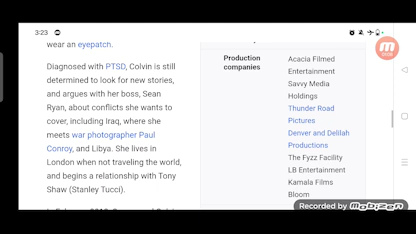 3:23
wear an eyepatch.
Diagnosed with PTSD, Colvin is still
determined to look for new stories,
and argues with her boss, Sean
Ryan, about conflicts she wants to
cover, including Iraq, where she
meets war photographer Paul
Conroy, and Libya. She lives in
London when not traveling the world,
and begins a relationship with Tony
Shaw (Stanley Tucci).
Production
companies
Acacia Filmed
Entertainment
Savvy Media
Holdings
Thunder Road
Pictures
Denver and Delilah
Productions
The Fyzz Facility
LB Entertainment
Kamala Films
Bloom
Recorded by Mobizen